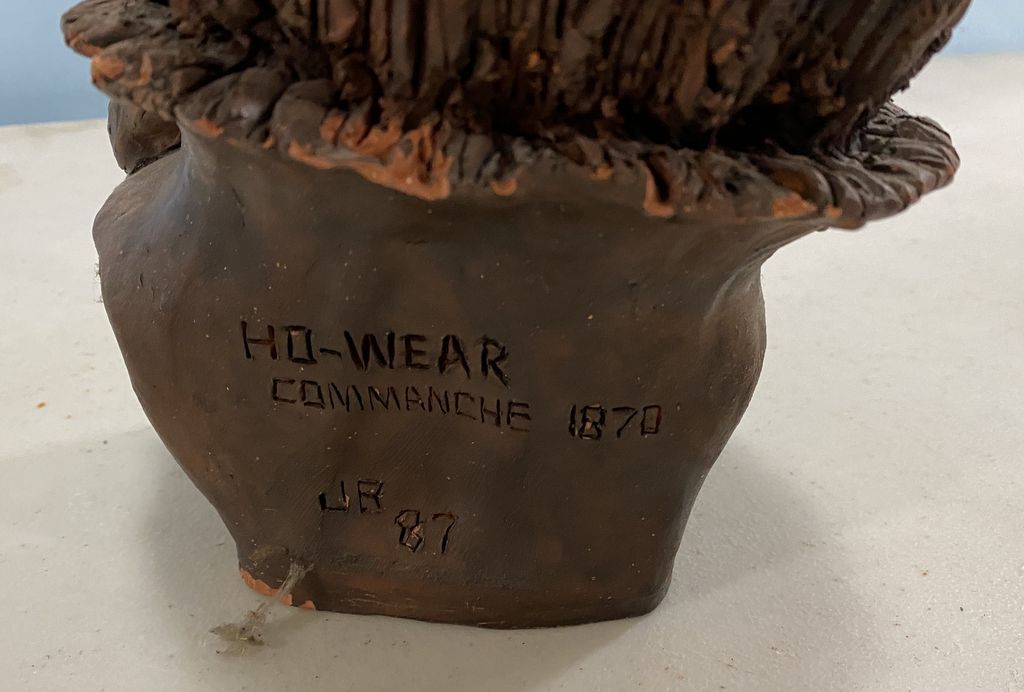 HO-WEAR
COMMANCHE 1870
JR
87